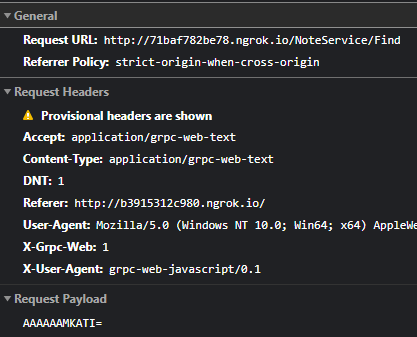 General
Request URL: http://71baf782be78.ngrok.io/NoteService/Find
Referrer Policy: strict-origin-when-cross-origin
Request Headers
Provisional headers are shown
Accept: application/grpc-web-text
Content-Type: application/grpc-web-text
DNT: 1
Referer: http://b3915312c980.ngrok.io/
User-Agent: Mozilla/5.0 (Windows NT 10.0; Win64; x64) AppleWe
X-Grpc-Web: 1
X-User-Agent: grpc-web-javascript/0.1
Request Payload
AAAAAAMKATI=